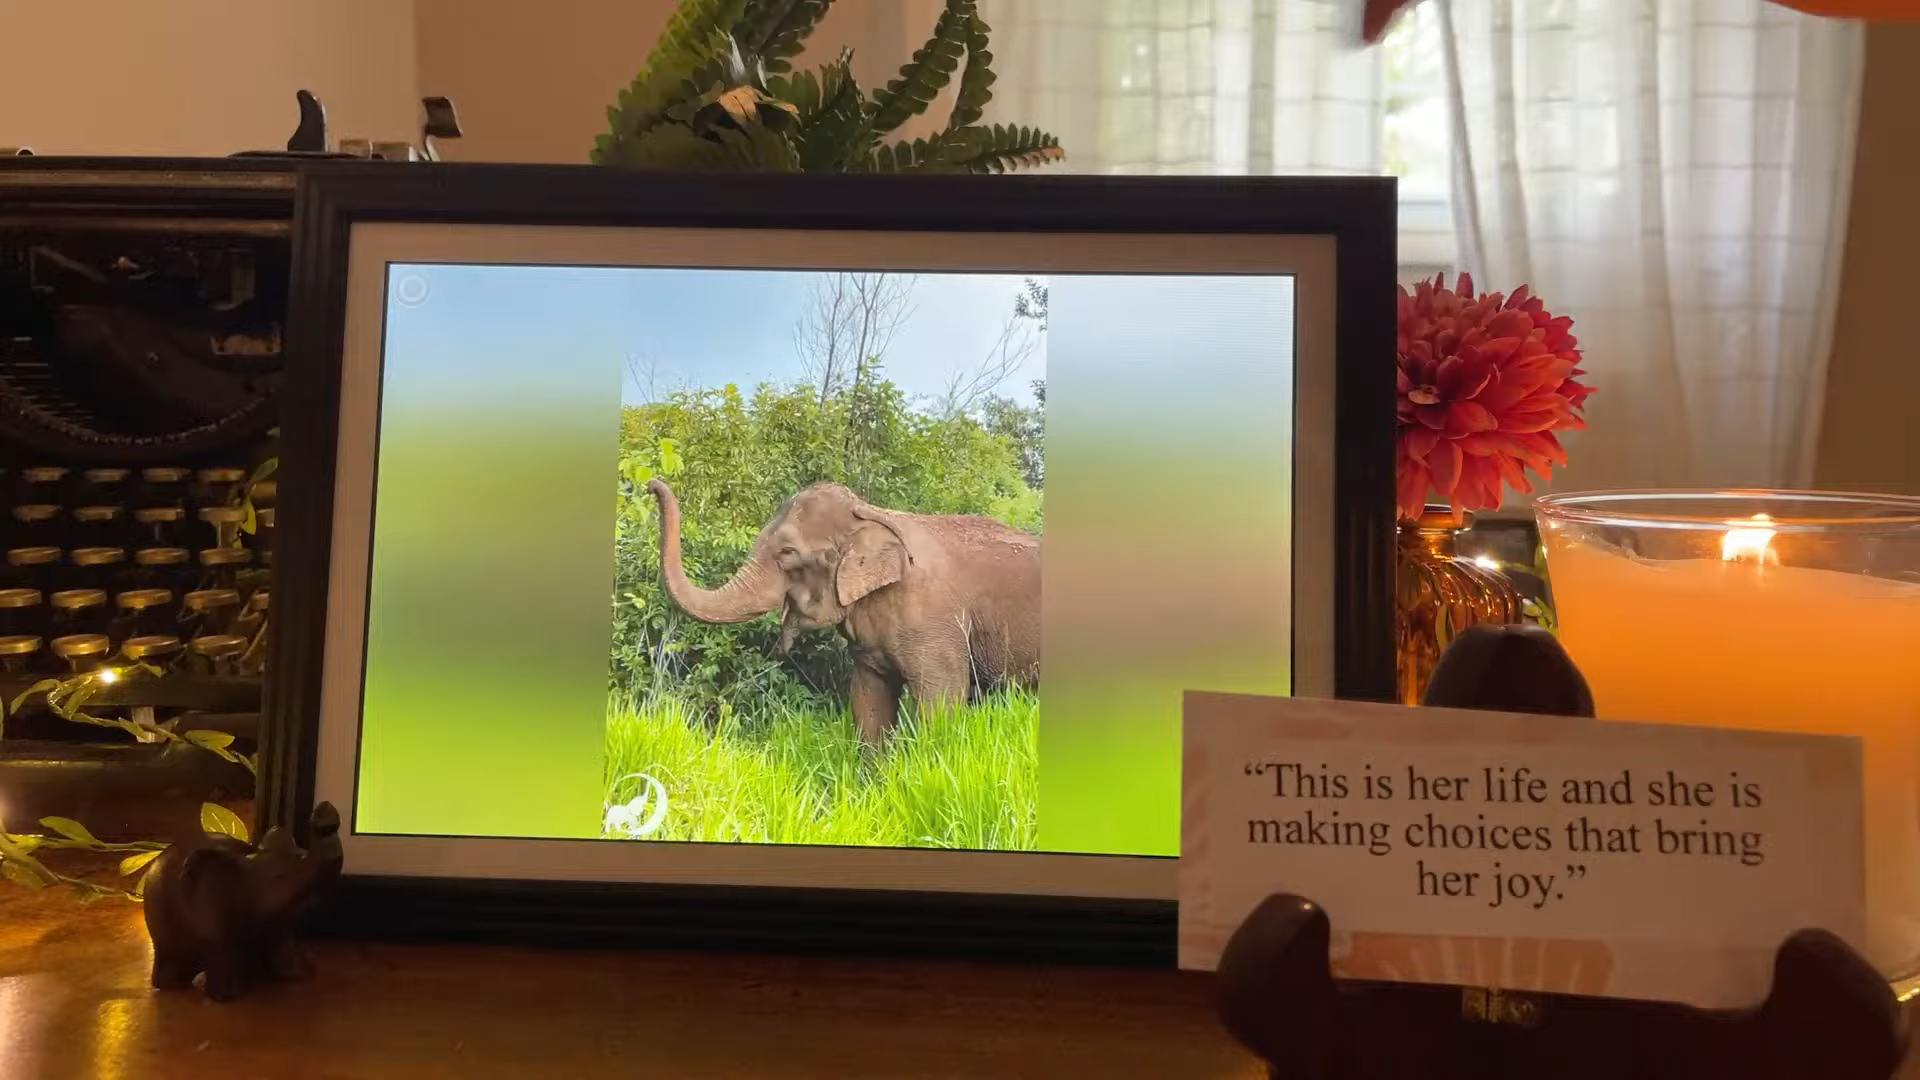 “This is her life and she is
making choices that bring
her joy.”